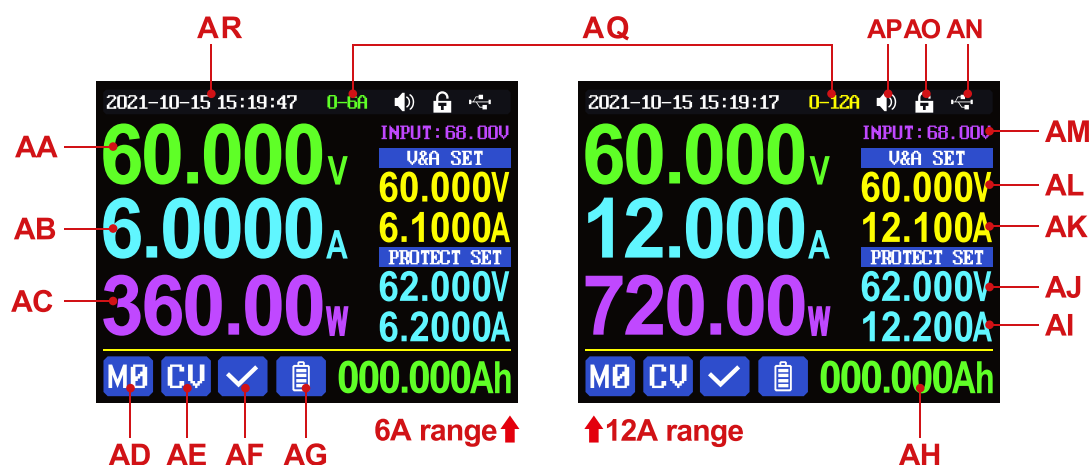 AR AQ AP AO AN
2021-10-15 15:19:47 0-6A
2021-10-15 15:19:17 0-12A
AA 60.000V INPUT:68.00V
V&A SET
60.000V
AB 6.0000A 6.1000A
PROTECT SET
AC 360.00W 62.000V
6.2000A
M0 CV 000.000Ah
60.000V INPUT:68.00V AM
V&A SET
60.000V AL
12.000A 12.100A AK
PROTECT SET
720.00W 62.000V AJ
12.200A AI
M0 CV 000.000Ah
AD AE AF AG 6A range
12A range AH